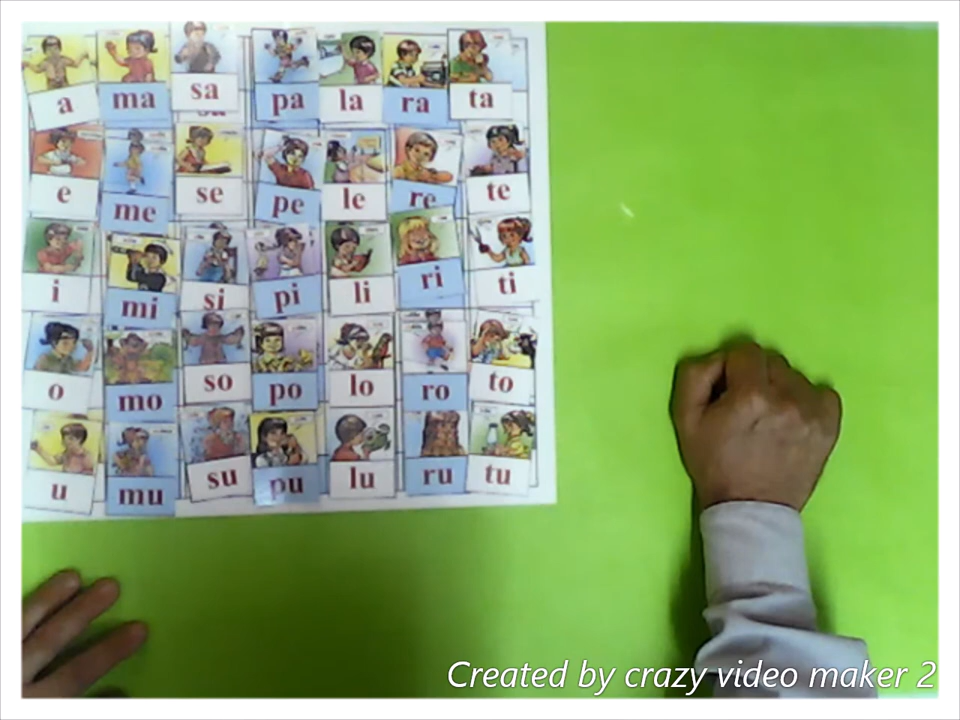 a ma sa pa la ra ta
e me se pe le re te
i mi si pi li ri ti
o mo so po lo ro to
u mu su pu lu ru tu
Created by crazy video maker 2